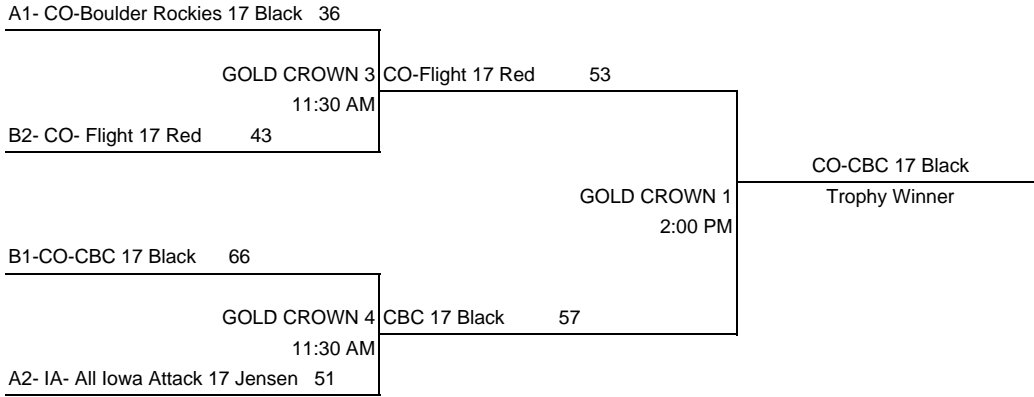 A1- CO-Boulder Rockies 17 Black 36
GOLD CROWN 3 CO-Flight 17 Red 53
11:30 AM
B2- CO- Flight 17 Red 43
CO-CBC 17 Black
GOLD CROWN 1 Trophy Winner
2:00 PM
B1-CO-CBC 17 Black 66
GOLD CROWN 4 CBC 17 Black 57
11:30 AM
A2- IA- All Iowa Attack 17 Jensen 51